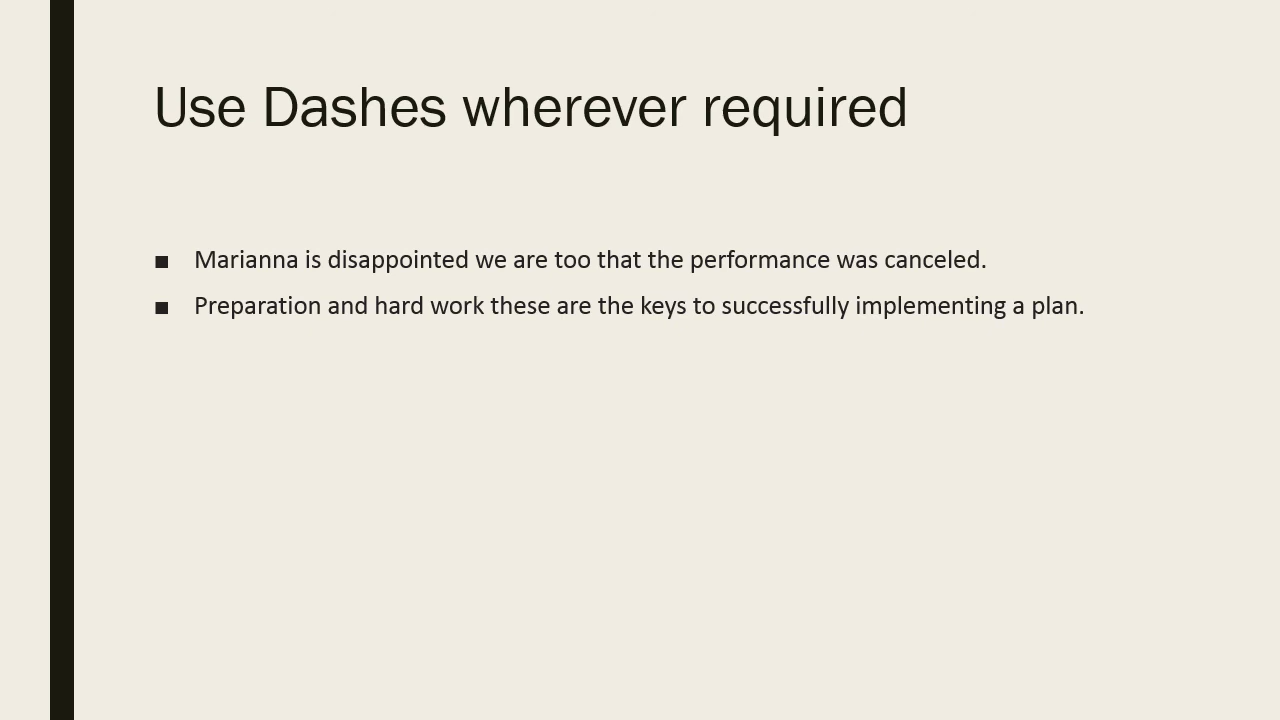 Use Dashes wherever required
■ Marianna is disappointed we are too that the performance was canceled.
■ Preparation and hard work these are the keys to successfully implementing a plan.